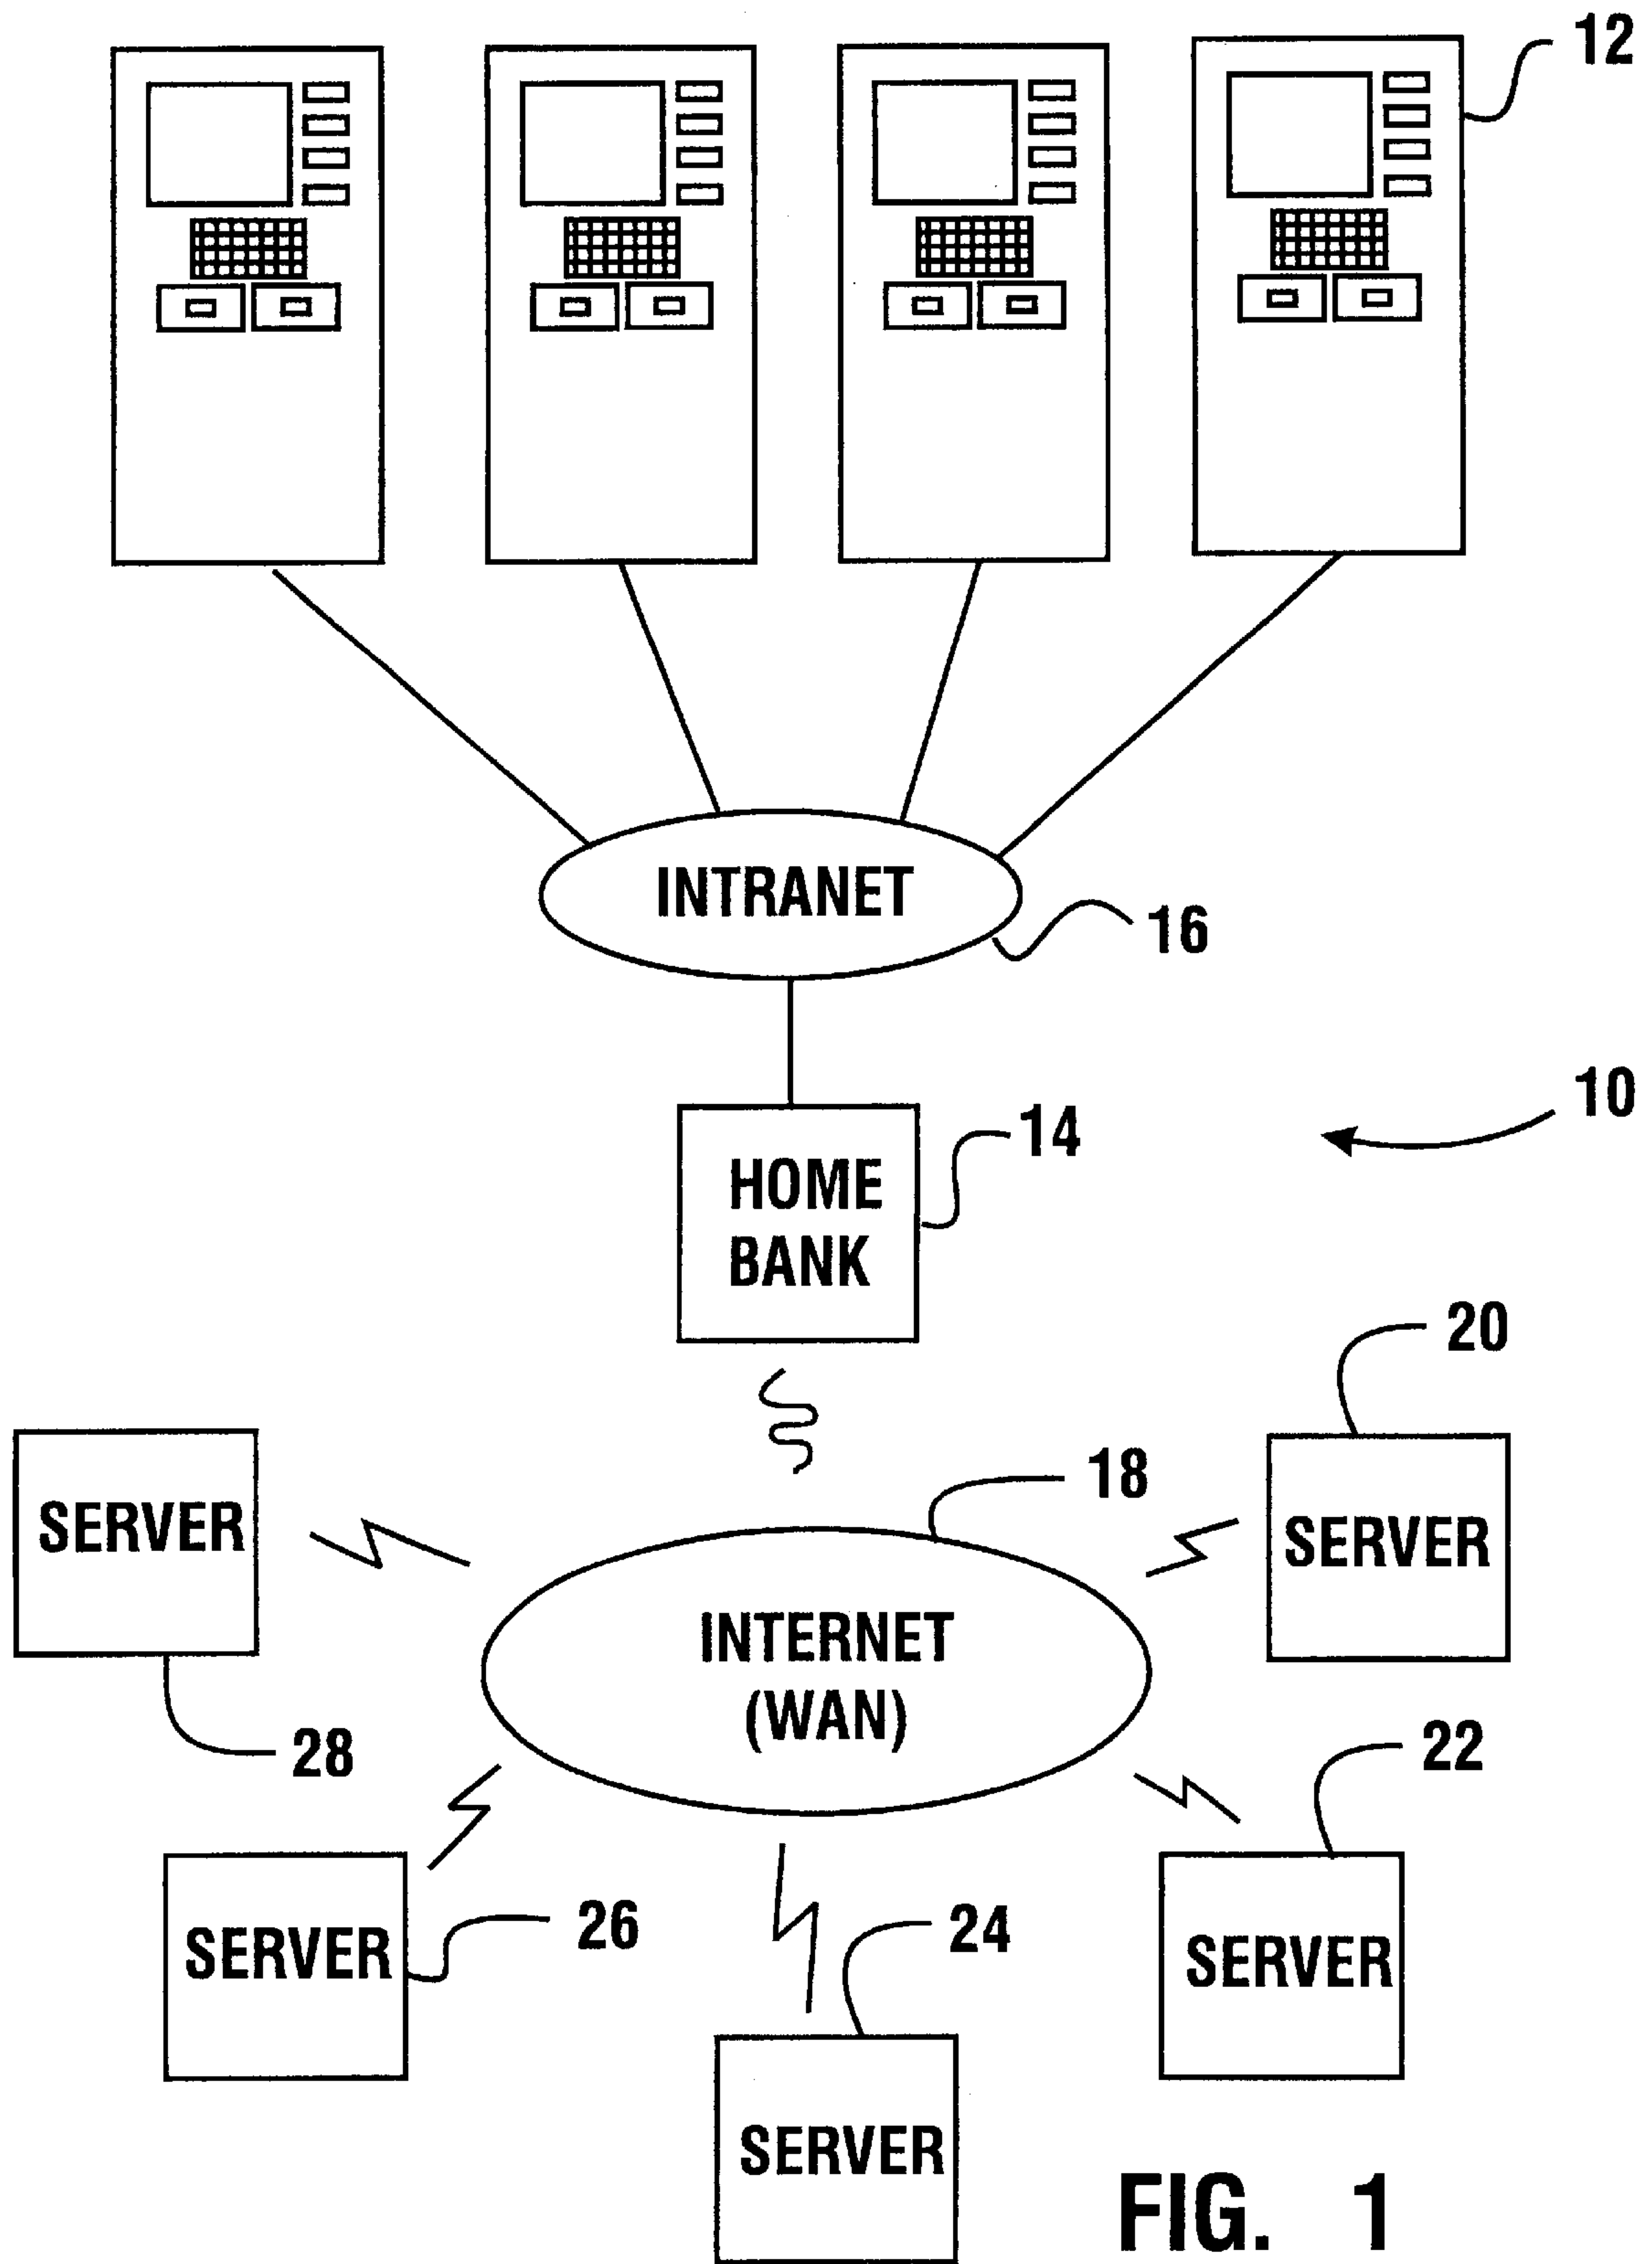 12
INTRANET
16
10
14
HOME
BANK
20
18
SERVER
SERVER
INTERNET
(WAN)
28
22
26
24
SERVER
SERVER
SERVER
FIG. 1